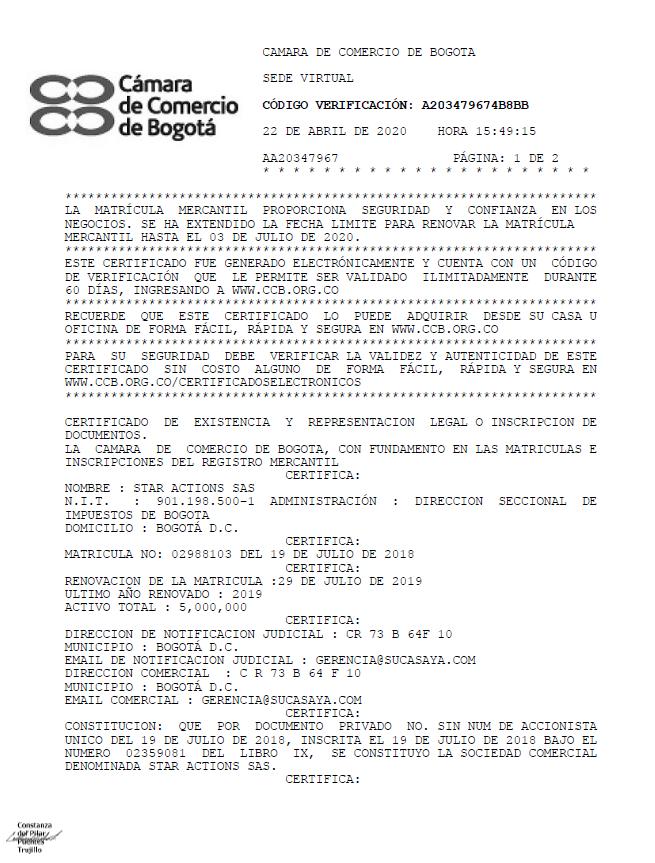 CAMARA DE COMERCIO DE BOGOTA
SEDE VIRTUAL
Cámara
de Comercio
de Bogotá
CÓDIGO VERIFICACIÓN: A203479674B8BB
22 DE ABRIL DE 2020 HORA 15:49:15
AA20347967 PÁGINA: 1 DE 2
* * * * * * * * * * * * * * * * * * * * * *
**********************************************************************
LA MATRÍCULA MERCANTIL PROPORCIONA SEGURIDAD Y CONFIANZA EN LOS
NEGOCIOS. SE HA EXTENDIDO LA FECHA LIMITE PARA RENOVAR LA MATRÍCULA
MERCANTIL HASTA EL 03 DE JULIO DE 2020.
**********************************************************************
ESTE CERTIFICADO FUE GENERADO ELECTRÓNICAMENTE Y CUENTA CON UN CÓDIGO
DE VERIFICACIÓN QUE LE PERMITE SER VALIDADO ILIMITADAMENTE DURANTE
60 DÍAS, INGRESANDO A WWW.CCB.ORG.CO
**********************************************************************
RECUERDE QUE ESTE CERTIFICADO LO PUEDE ADQUIRIR DESDE SU CASA U
OFICINA DE FORMA FÁCIL, RÁPIDA Y SEGURA EN WWW.CCB.ORG.CO
**********************************************************************
PARA SU SEGURIDAD DEBE VERIFICAR LA VALIDEZ Y AUTENTICIDAD DE ESTE
CERTIFICADO SIN COSTO ALGUNO DE FORMA FÁCIL, RÁPIDA Y SEGURA EN
WWW.CCB.ORG.CO/CERTIFICADOSELECTRONICOS
**********************************************************************
CERTIFICADO DE EXISTENCIA Y REPRESENTACION LEGAL O INSCRIPCION DE
DOCUMENTOS.
LA CAMARA DE COMERCIO DE BOGOTA, CON FUNDAMENTO EN LAS MATRICULAS E
INSCRIPCIONES DEL REGISTRO MERCANTIL
CERTIFICA:
NOMBRE : STAR ACTIONS SAS
N.I.T. : 901.198.500-1 ADMINISTRACIÓN : DIRECCION SECCIONAL DE
IMPUESTOS DE BOGOTA
DOMICILIO : BOGOTÁ D.C.
CERTIFICA:
MATRICULA NO: 02988103 DEL 19 DE JULIO DE 2018
CERTIFICA:
RENOVACION DE LA MATRICULA :29 DE JULIO DE 2019
ULTIMO AÑO RENOVADO : 2019
ACTIVO TOTAL : 5,000,000
CERTIFICA:
DIRECCION DE NOTIFICACION JUDICIAL : CR 73 B 64F 10
MUNICIPIO : BOGOTÁ D.C.
EMAIL DE NOTIFICACION JUDICIAL : GERENCIA@SUCASAYA.COM
DIRECCION COMERCIAL : C R 73 B 64 F 10
MUNICIPIO : BOGOTÁ D.C.
EMAIL COMERCIAL : GERENCIA@SUCASAYA.COM
CERTIFICA:
CONSTITUCION: QUE POR DOCUMENTO PRIVADO NO. SIN NUM DE ACCIONISTA
UNICO DEL 19 DE JULIO DE 2018, INSCRITA EL 19 DE JULIO DE 2018 BAJO EL
NUMERO 02359081 DEL LIBRO IX, SE CONSTITUYO LA SOCIEDAD COMERCIAL
DENOMINADA STAR ACTIONS SAS.
CERTIFICA:
Constanza
del Pilar
Puentes
Trujillo